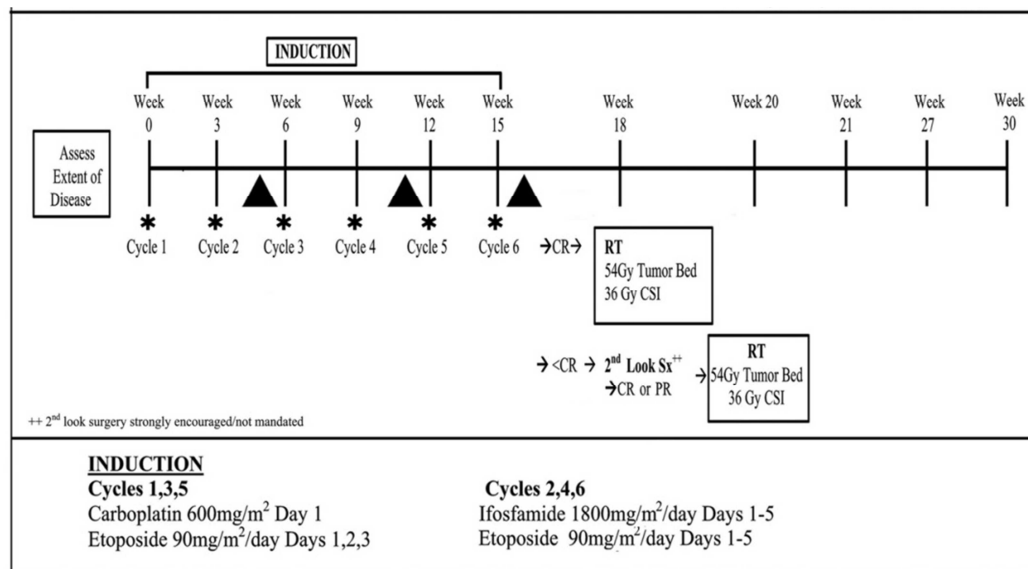 INDUCTION
Week 0
Week 3
Week 6
Week 9
Week 12
Week 15
Week 18
Week 20
Week 21
Week 27
Week 30
Assess
Extent of
Disease
* * * * * *
Cycle 1 Cycle 2 Cycle 3 Cycle 4 Cycle 5 Cycle 6 →CR→
RT
54Gy Tumor Bed
36 Gy CSI
→ <CR → 2nd Look Sx++ →
→CR or PR
RT
54Gy Tumor Bed
36 Gy CSI
++ 2nd look surgery strongly encouraged/not mandated
INDUCTION
Cycles 1,3,5
Carboplatin 600mg/m² Day 1
Etoposide 90mg/m²/day Days 1,2,3
Cycles 2,4,6
Ifosfamide 1800mg/m²/day Days 1-5
Etoposide 90mg/m²/day Days 1-5